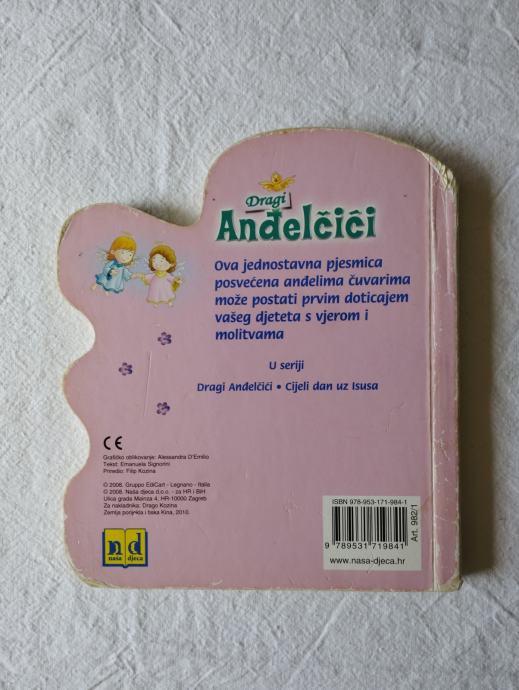 Dragi
Anđelčići
Ova jednostavna pjesmica
posvećena anđelima čuvarima
može postati prvim doticajem
vašeg djeteta s vjerom i
molitvama
U seriji
Dragi Anđelčići • Cijeli dan uz Isusa
CE
Grafičko oblikovanje: Alessandra D'Emilio
Tekst: Emanuela Signorini
Priredio: Filip Kozina
© 2008. Gruppo EdiCart - Legnano - Italia
© 2008. Naša djeca d.o.o. - za HR i BiH
Ulica grada Mainza 4, HR-10000 Zagreb
Za nakladnika: Drago Kozina
Zemlja porijekla i tiska Kina, 2010.
nd
naša djeca
ISBN 978-953-171-984-1
9 789531 719841
Art. 982/1
www.nasa-djeca.hr